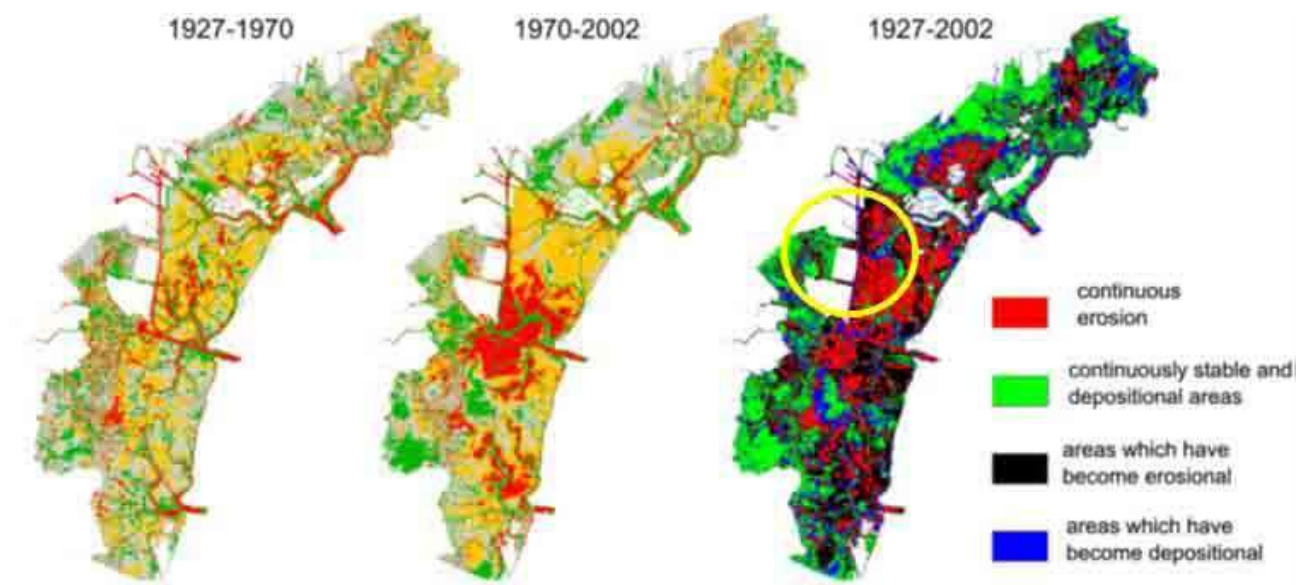 1927-1970
1970-2002
1927-2002
continuous
erosion
continuously stable and
depositional areas
areas which have
become erosional
areas which have
become depositional